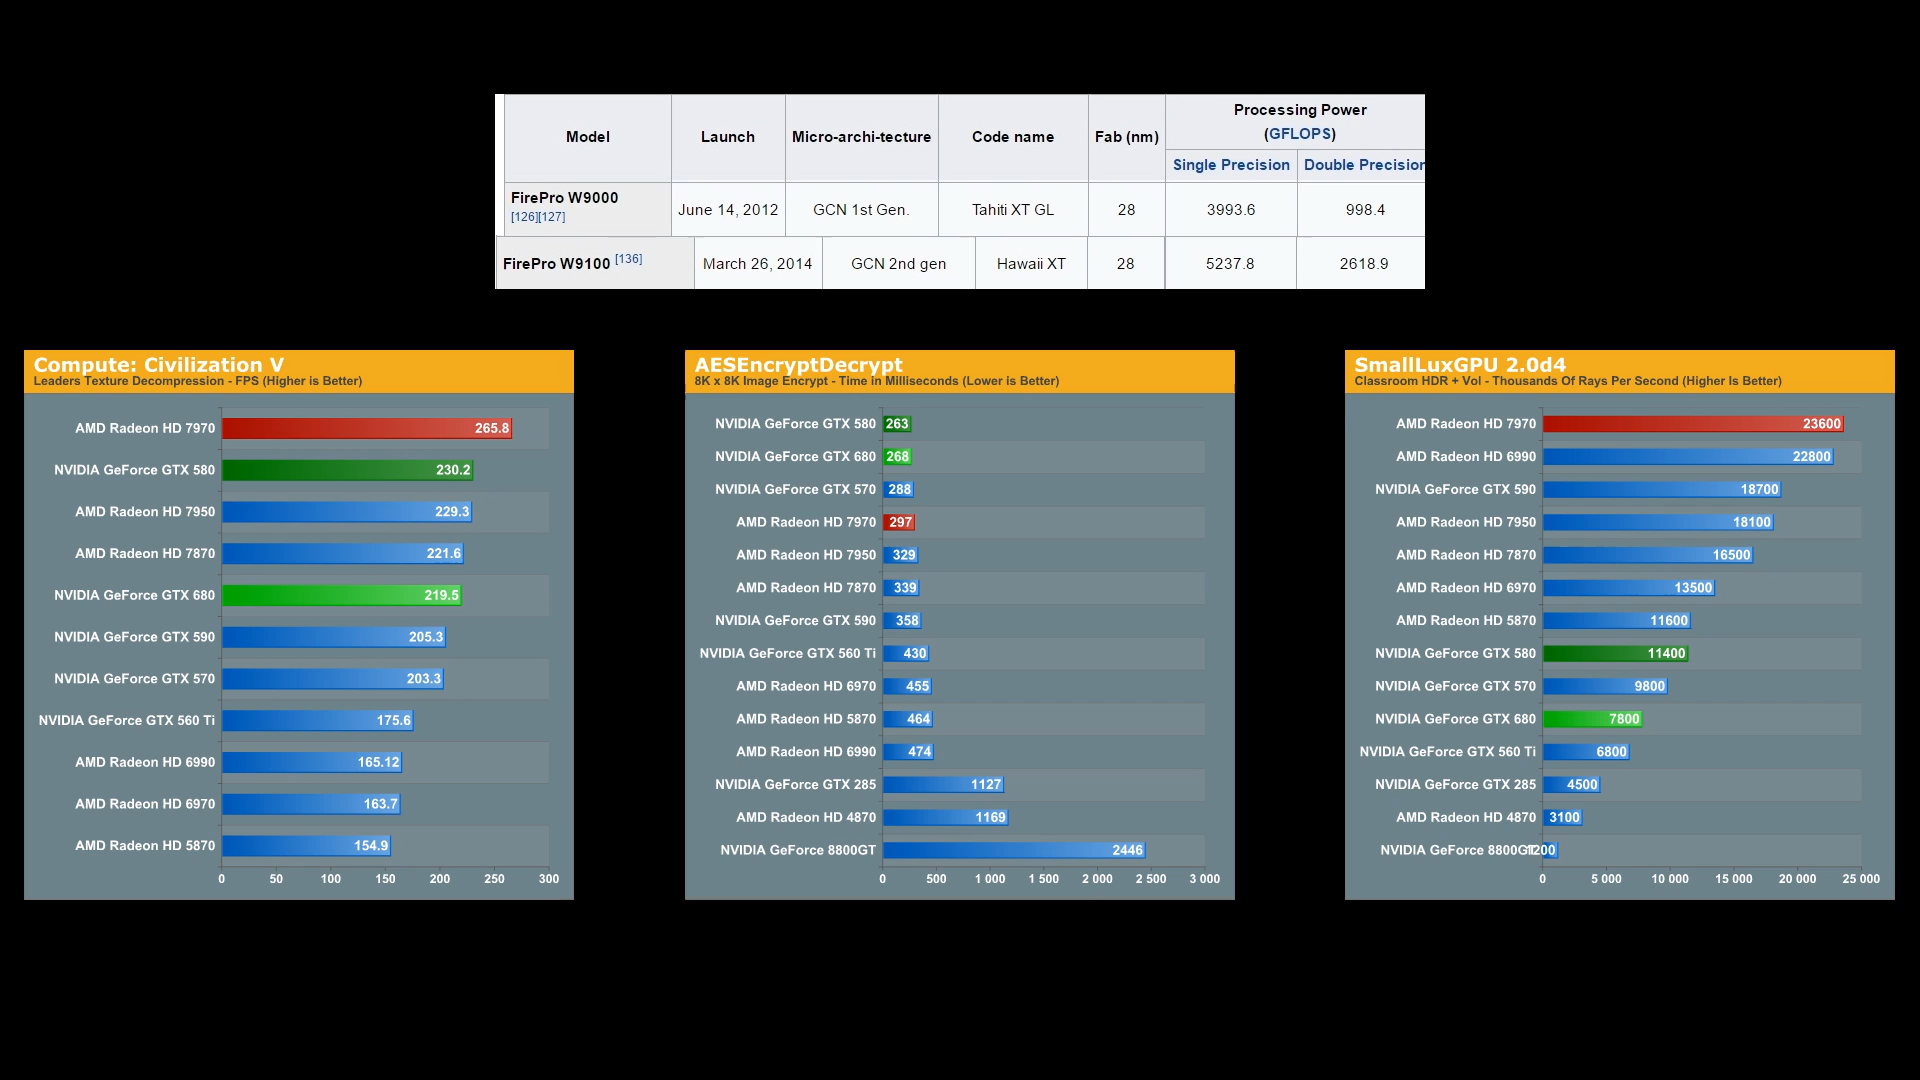 Model Launch Micro-archi-tecture Code name Fab (nm) Processing Power
(GFLOPS)
Single Precision Double Precision
FirePro W9000
[126][127]
June 14, 2012 GCN 1st Gen. Tahiti XT GL 28 3993.6 998.4
FirePro W9100 [136] March 26, 2014 GCN 2nd gen Hawaii XT 28 5237.8 2618.9
Compute: Civilization V
Leaders Texture Decompression - FPS (Higher is Better)
AMD Radeon HD 7970 265.8
NVIDIA GeForce GTX 580 230.2
AMD Radeon HD 7950 229.3
AMD Radeon HD 7870 221.6
NVIDIA GeForce GTX 680 219.5
NVIDIA GeForce GTX 590 205.3
NVIDIA GeForce GTX 570 203.3
NVIDIA GeForce GTX 560 Ti 175.6
AMD Radeon HD 6990 165.12
AMD Radeon HD 6970 163.7
AMD Radeon HD 5870 154.9
0 50 100 150 200 250 300
AESEncryptDecrypt
8K x 8K Image Encrypt - Time in Milliseconds (Lower is Better)
NVIDIA GeForce GTX 580 263
NVIDIA GeForce GTX 680 268
NVIDIA GeForce GTX 570 288
AMD Radeon HD 7970 297
AMD Radeon HD 7950 329
AMD Radeon HD 7870 339
NVIDIA GeForce GTX 590 358
NVIDIA GeForce GTX 560 Ti 430
AMD Radeon HD 6970 455
AMD Radeon HD 5870 464
AMD Radeon HD 6990 474
NVIDIA GeForce GTX 285 1127
AMD Radeon HD 4870 1169
NVIDIA GeForce 8800GT 2446
0 500 1 000 1 500 2 000 2 500 3 000
SmallLuxGPU 2.0d4
Classroom HDR + Vol - Thousands Of Rays Per Second (Higher Is Better)
AMD Radeon HD 7970 23600
AMD Radeon HD 6990 22800
NVIDIA GeForce GTX 590 18700
AMD Radeon HD 7950 18100
AMD Radeon HD 7870 16500
AMD Radeon HD 6970 13500
AMD Radeon HD 5870 11600
NVIDIA GeForce GTX 580 11400
NVIDIA GeForce GTX 570 9800
NVIDIA GeForce GTX 680 7800
NVIDIA GeForce GTX 560 Ti 6800
NVIDIA GeForce GTX 285 4500
AMD Radeon HD 4870 3100
NVIDIA GeForce 8800GT 1200
0 5 000 10 000 15 000 20 000 25 000